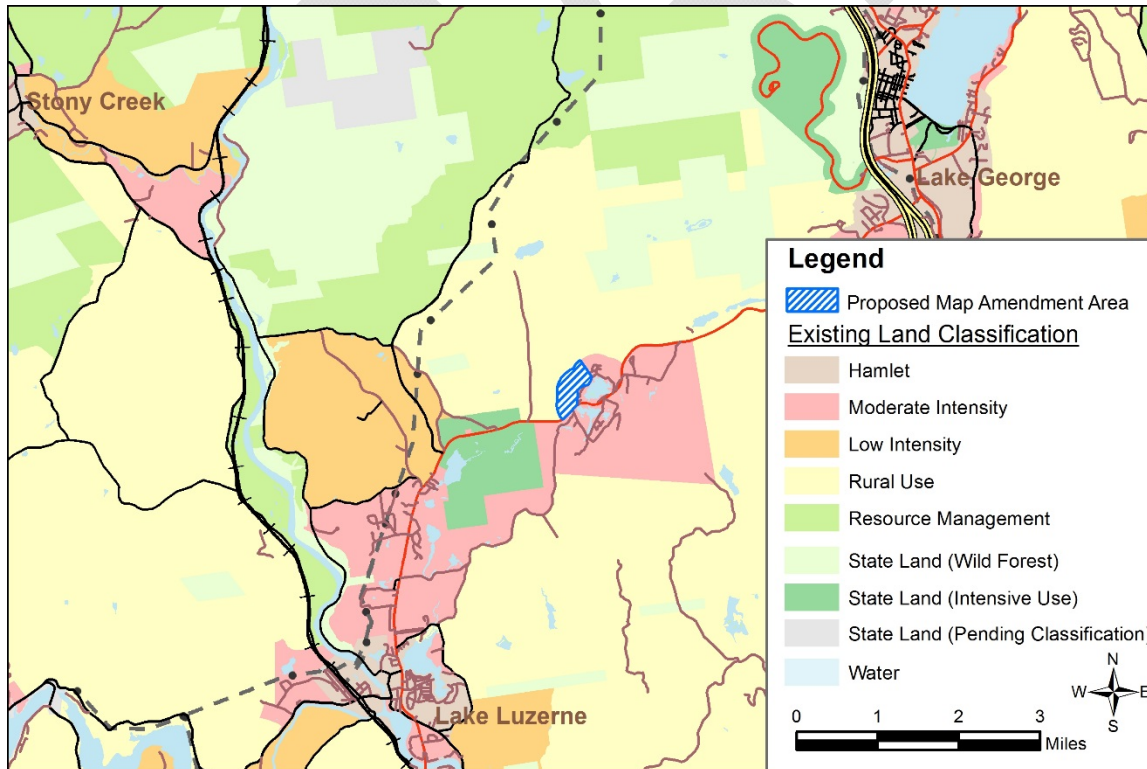 Stony Creek
Lake George
Lake Luzerne
Legend
Proposed Map Amendment Area
Existing Land Classification
Hamlet
Moderate Intensity
Low Intensity
Rural Use
Resource Management
State Land (Wild Forest)
State Land (Intensive Use)
State Land (Pending Classification)
Water
N
W E
S
0 1 2 3
Miles